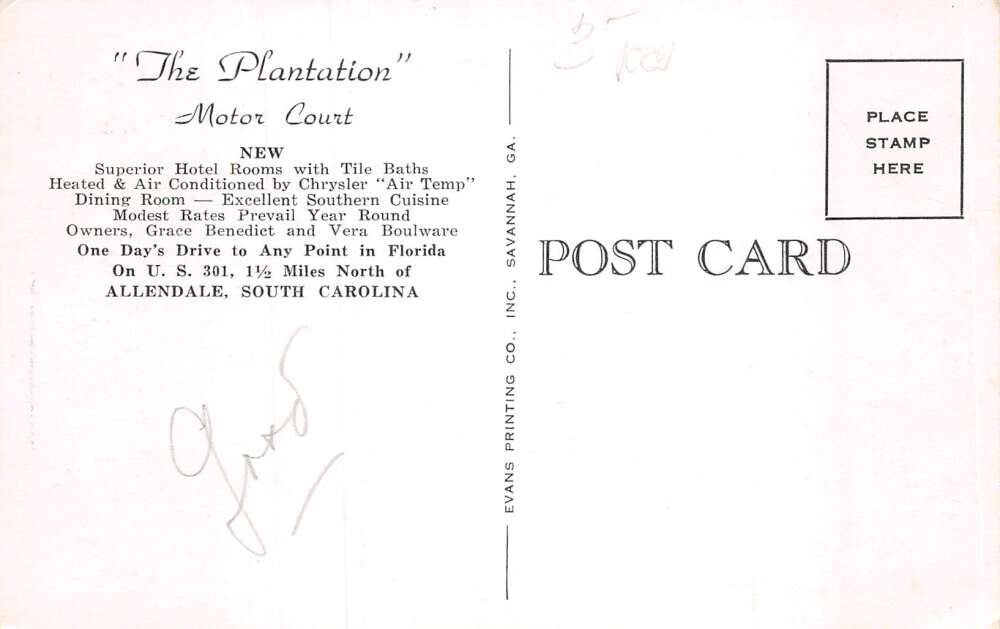 "The Plantation"
Motor Court
NEW
Superior Hotel Rooms with Tile Baths
Heated & Air Conditioned by Chrysler "Air Temp"
Dining Room — Excellent Southern Cuisine
Modest Rates Prevail Year Round
Owners, Grace Benedict and Vera Boulware
One Day's Drive to Any Point in Florida
On U. S. 301, 1½ Miles North of
ALLENDALE, SOUTH CAROLINA
EVANS PRINTING CO., INC., SAVANNAH, GA.
PLACE
STAMP
HERE
POST CARD